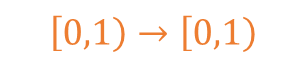 [0,1) → [0,1)